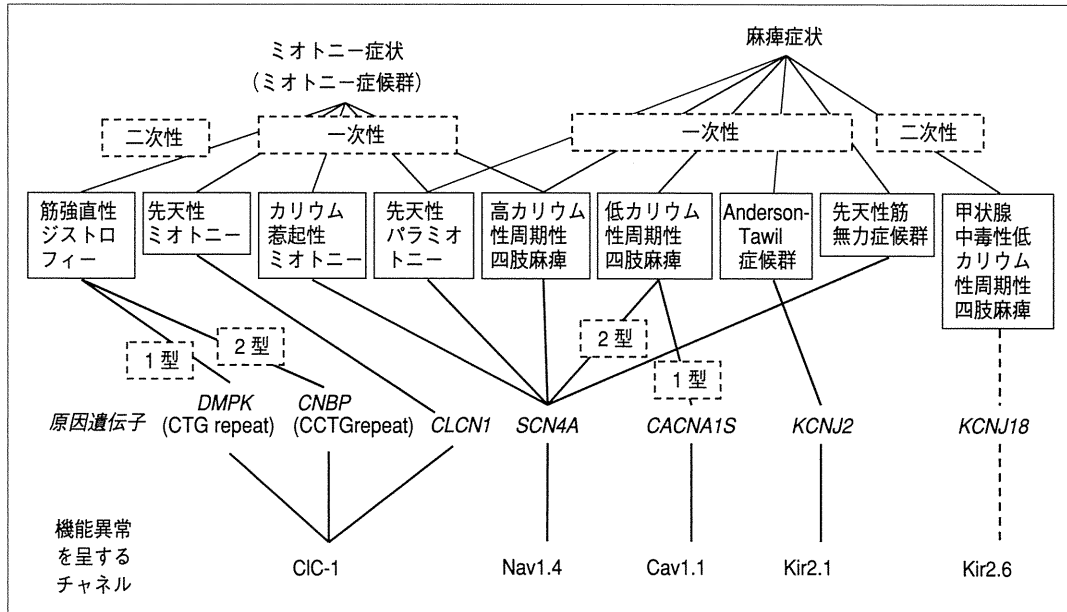 ミオトニー症状
(ミオトニー症候群)
麻痺症状
二次性
一次性
一次性
二次性
筋強直性
ジストロ
フィー
先天性
ミオトニー
カリウム
惹起性
ミオトニー
先天性
パラミオ
トニー
高カリウム
性周期性
四肢麻痺
低カリウム
性周期性
四肢麻痺
Anderson-
Tawil
症候群
先天性筋
無力症候群
甲状腺
中毒性低
カリウム
性周期性
四肢麻痺
1型
2型
2型
1型
原因遺伝子
DMPK
(CTG repeat)
CNBP
(CCTGrepeat)
CLCN1
SCN4A
CACNA1S
KCNJ2
KCNJ18
機能異常
を呈する
チャネル
ClC-1
Nav1.4
Cav1.1
Kir2.1
Kir2.6